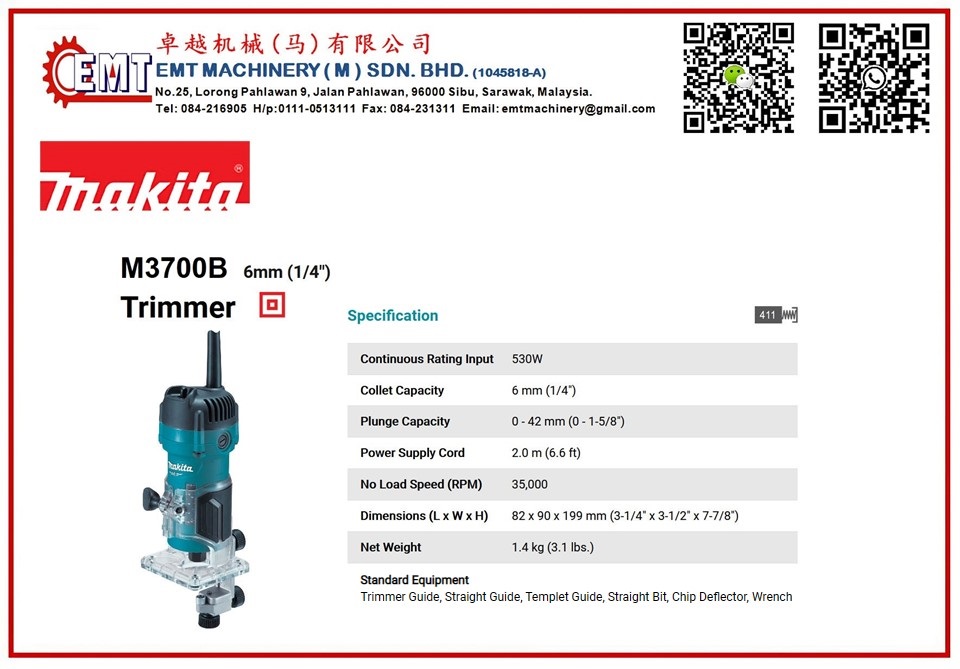 卓越机械(马)有限公司
EMT
EMT MACHINERY ( M ) SDN. BHD. (1045818-A)
No.25, Lorong Pahlawan 9, Jalan Pahlawan, 96000 Sibu, Sarawak, Malaysia.
Tel: 084-216905 H/p:0111-0513111 Fax: 084-231311 Email: emtmachinery@gmail.com
makita®
M3700B 6mm (1/4")
Trimmer
Specification
411
Continuous Rating Input 530W
Collet Capacity 6 mm (1/4")
Plunge Capacity 0 - 42 mm (0 - 1-5/8")
Power Supply Cord 2.0 m (6.6 ft)
makita
No Load Speed (RPM) 35,000
Dimensions (L x W x H) 82 x 90 x 199 mm (3-1/4" x 3-1/2" x 7-7/8")
Net Weight 1.4 kg (3.1 lbs.)
Standard Equipment
Trimmer Guide, Straight Guide, Templet Guide, Straight Bit, Chip Deflector, Wrench